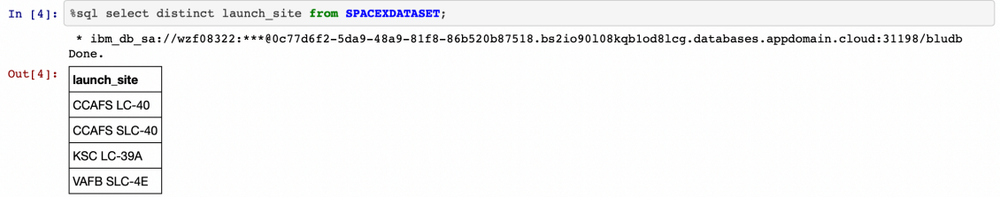 In [4]: %sql select distinct launch_site from SPACEXDATASET;
* ibm_db_sa://wzf08322:***@0c77d6f2-5da9-48a9-81f8-86b520b87518.bs2io90l08kqb1od8lcg.databases.appdomain.cloud:31198/bludb
Done.
Out[4]: launch_site
CCAFS LC-40
CCAFS SLC-40
KSC LC-39A
VAFB SLC-4E